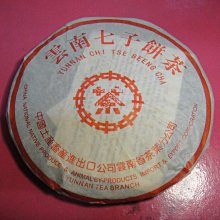 雲南七子餅茶
YUNNAN CHI TSE BEENG CHA
中國土產畜產進出口公司雲南省茶葉分公司
CHINA NATIONAL NATIVE PRODUCE & ANIMAL BY-PRODUCTS IMPORT & EXPORT CORPORATION
YUNNAN TEA BRANCH